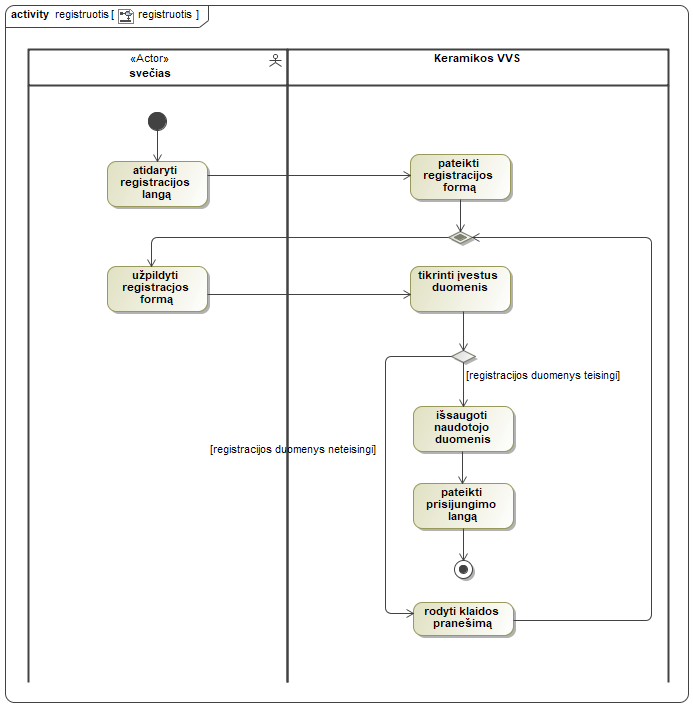 activity registruotis [ registruotis ]
«Actor»
svečias
Keramikos VVS
atidaryti
registracijos
langą
pateikti
registracijos
formą
užpildyti
registracjos
formą
tikrinti įvestus
duomenis
[registracijos duomenys teisingi]
išsaugoti
naudotojo
duomenis
[registracijos duomenys neteisingi]
pateikti
prisijungimo
langą
rodyti klaidos
pranešimą